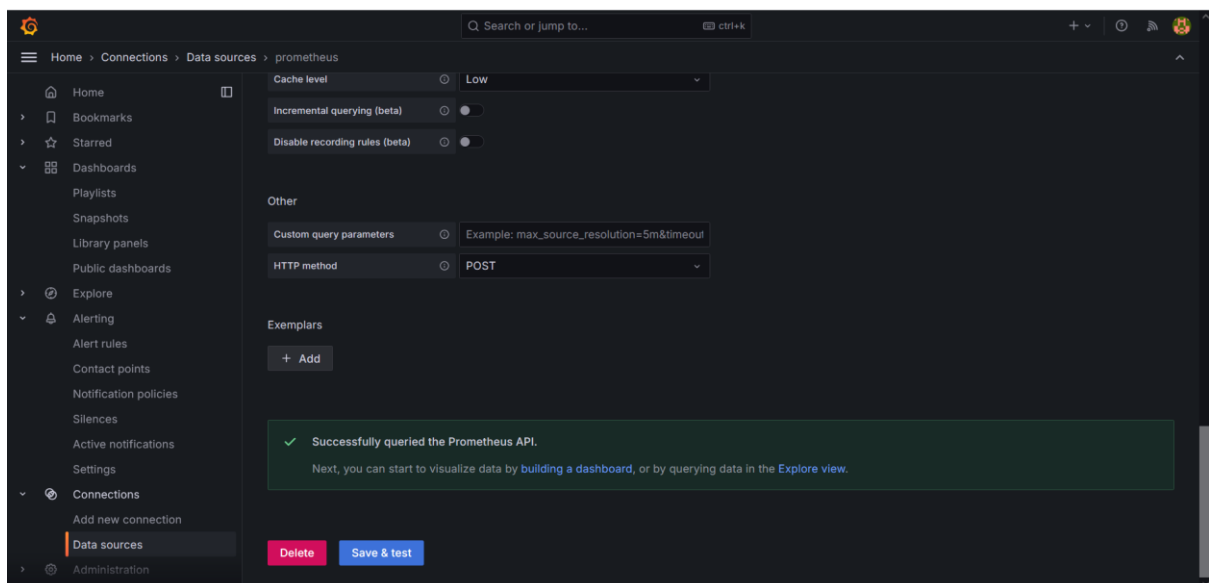 Search or jump to... ctrl+k
Home > Connections > Data sources > prometheus
Home
Bookmarks
Starred
Dashboards
Playlists
Snapshots
Library panels
Public dashboards
Explore
Alerting
Alert rules
Contact points
Notification policies
Silences
Active notifications
Settings
Connections
Add new connection
Data sources
Administration
Cache level Low
Incremental querying (beta)
Disable recording rules (beta)
Other
Custom query parameters Example: max_source_resolution=5m&timeout
HTTP method POST
Exemplars
+ Add
Successfully queried the Prometheus API.
Next, you can start to visualize data by building a dashboard, or by querying data in the Explore view.
Delete Save & test